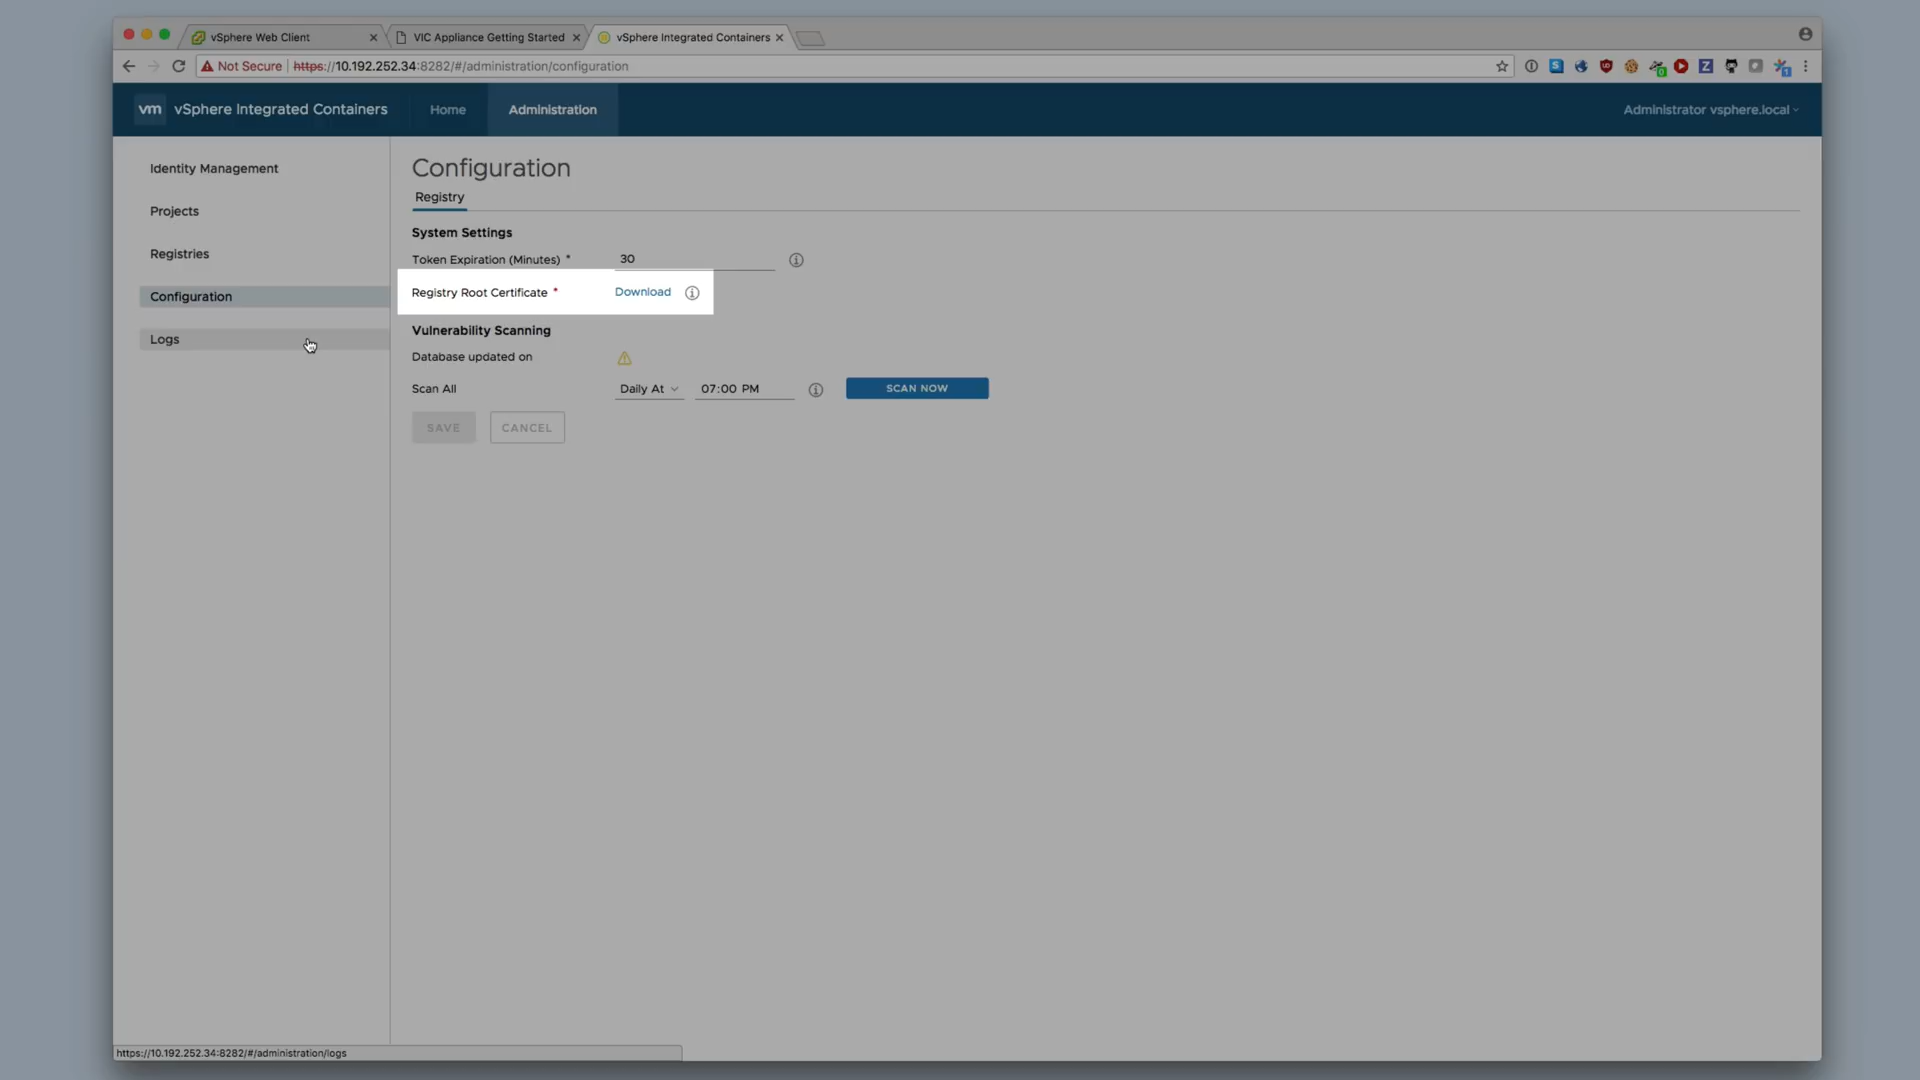 vSphere Web Client
VIC Appliance Getting Started
vSphere Integrated Containers
Not Secure | https://10.192.252.34:8282/#/administration/configuration
vm vSphere Integrated Containers Home Administration Administrator vsphere.local
Identity Management
Projects
Registries
Configuration
Logs
Configuration
Registry
System Settings
Token Expiration (Minutes) * 30
Registry Root Certificate * Download
Vulnerability Scanning
Database updated on
Scan All Daily At 07:00 PM SCAN NOW
SAVE CANCEL
https://10.192.252.34:8282/#/administration/logs